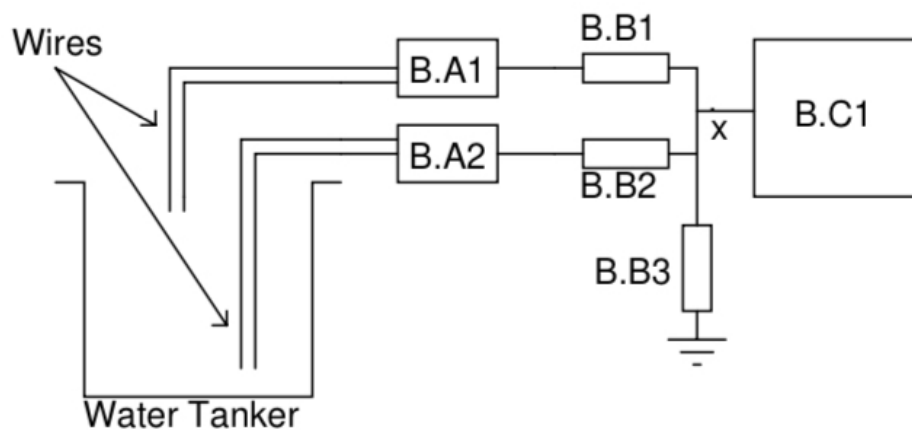 Wires
B.B1
B.A1
B.C1
x
B.A2
B.B2
B.B3
Water Tanker